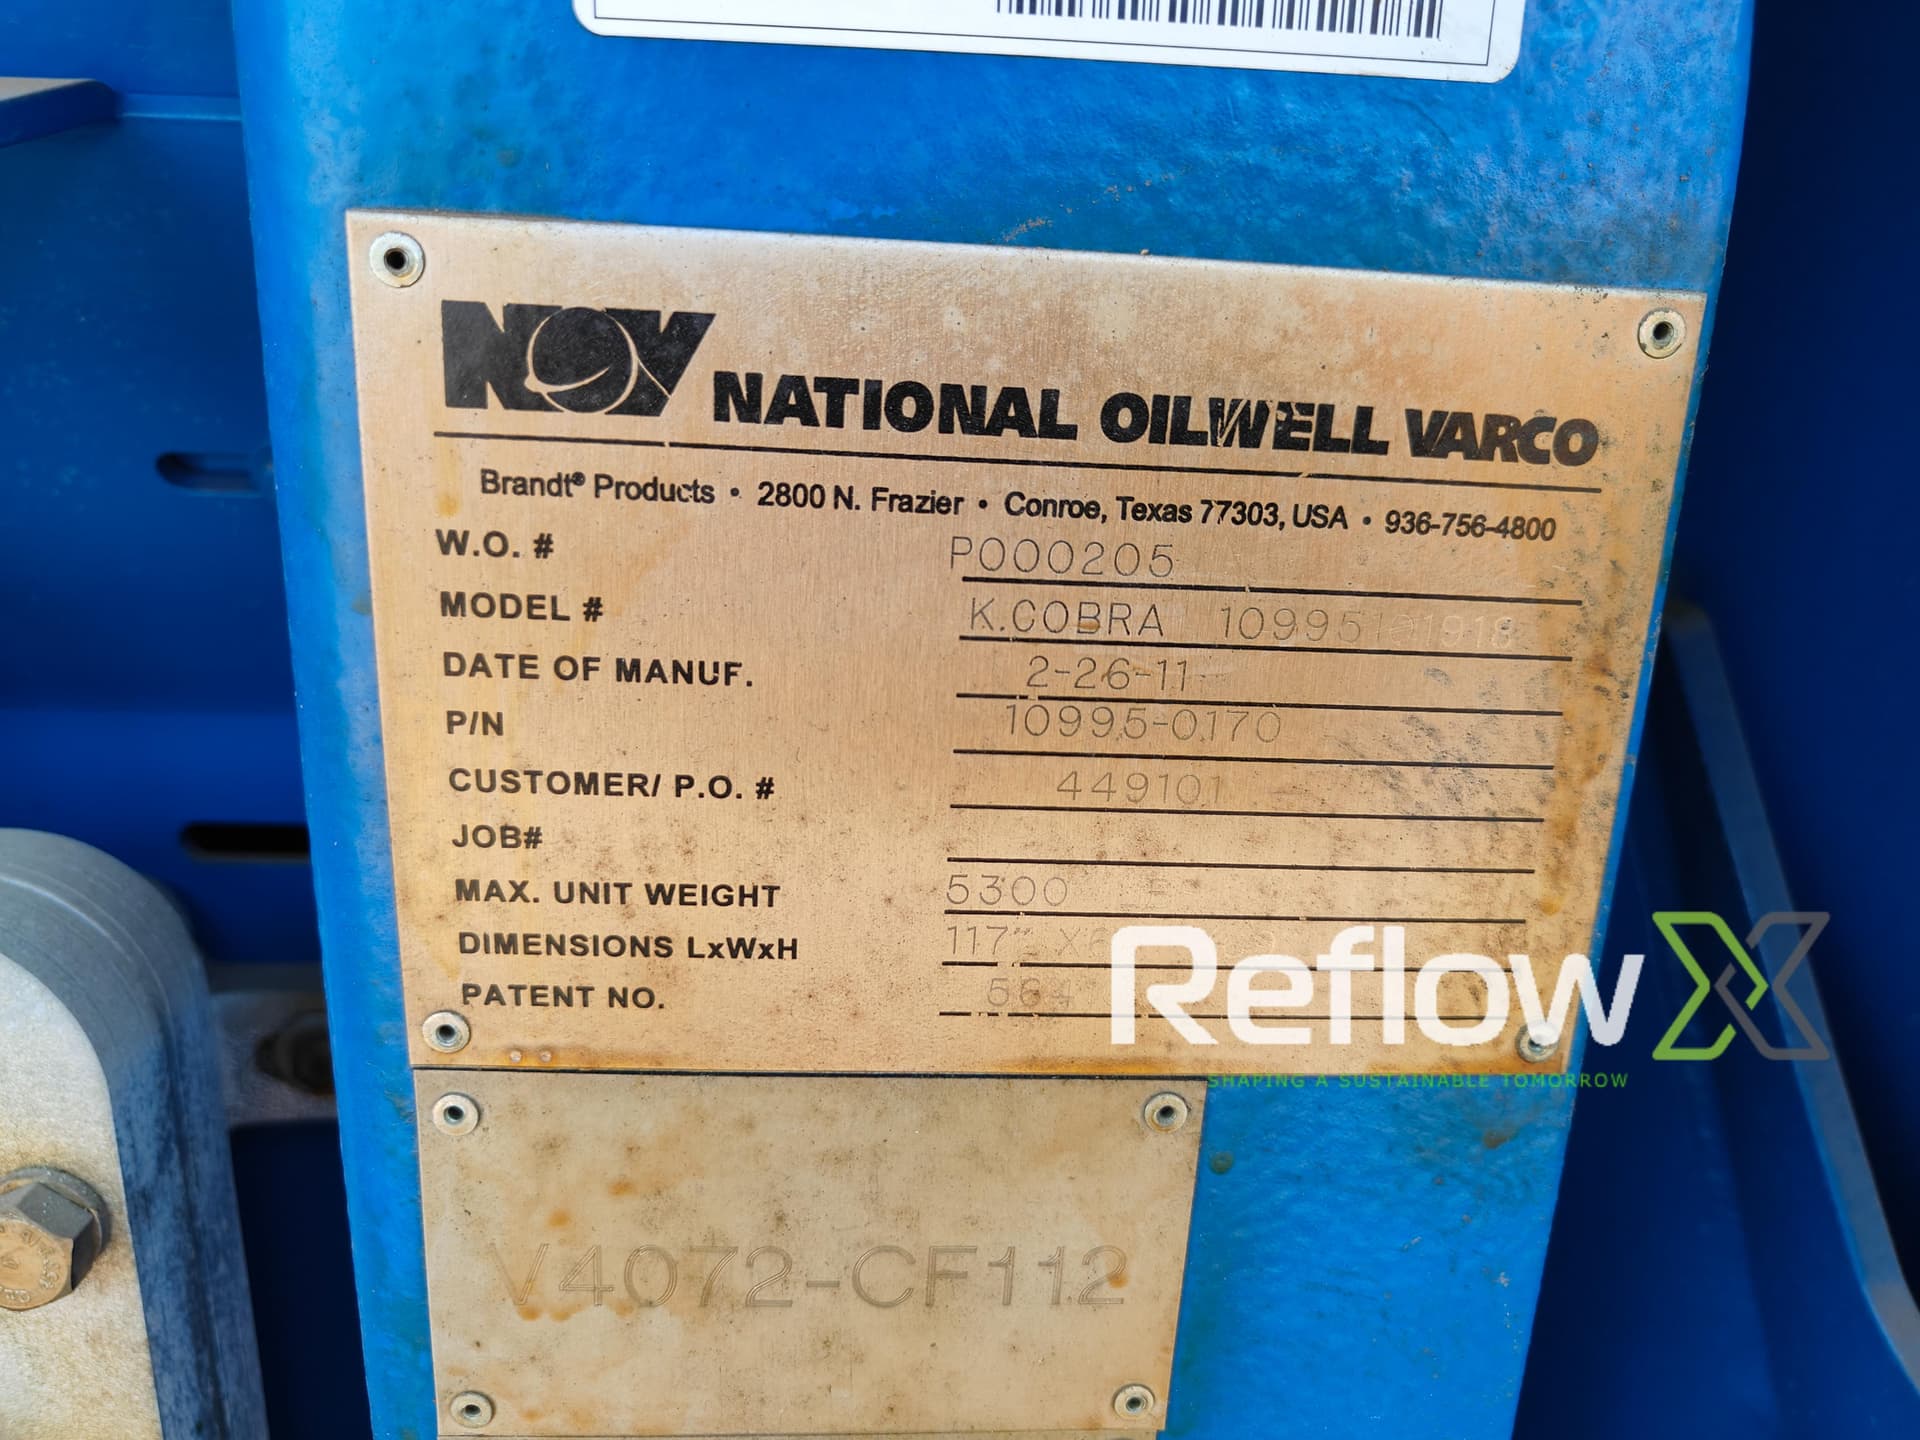 NOV NATIONAL OILWELL VARCO
Brandt® Products • 2800 N. Frazier • Conroe, Texas 77303, USA • 936-756-4800
W.O. # P000205
MODEL # K.COBRA
DATE OF MANUF. 2-26-11
P/N 10995-0170
CUSTOMER/ P.O. # 449101
JOB#
MAX. UNIT WEIGHT 5300
DIMENSIONS LxWxH 117"
PATENT NO.
ReflowX
SHAPING A SUSTAINABLE TOMORROW
V4072-CF112